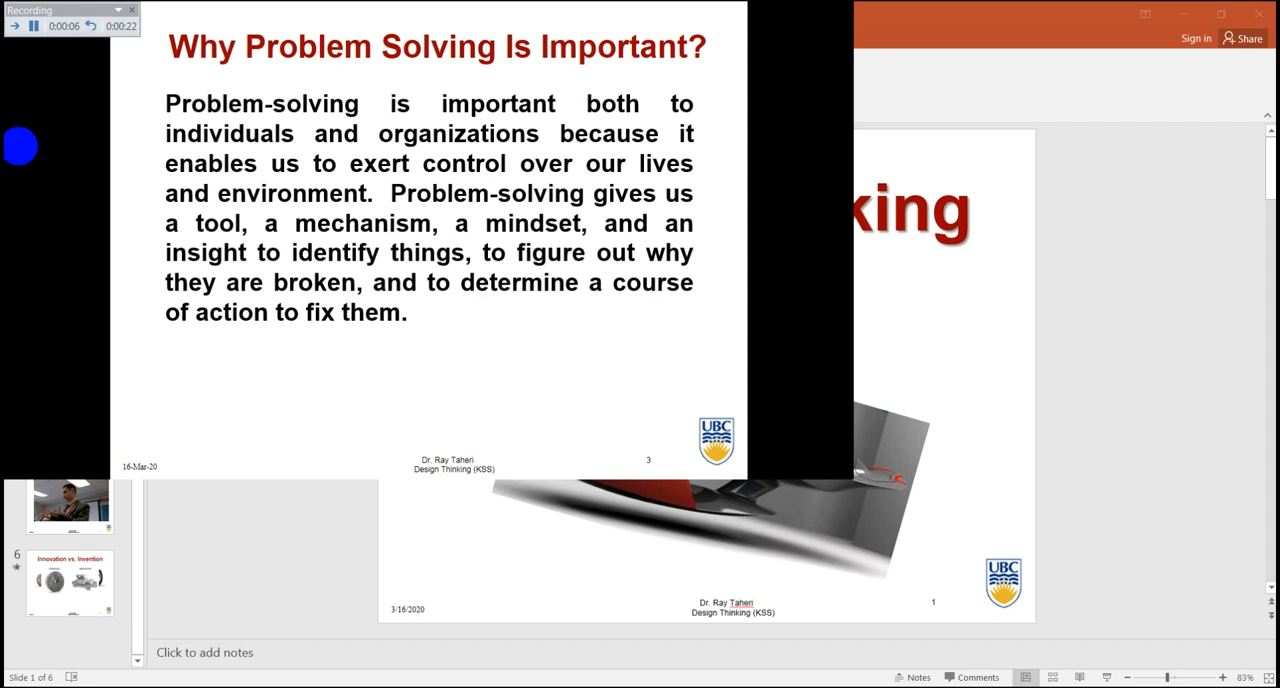 Recording
0:00:06
0:00:22
Why Problem Solving Is Important?
Problem-solving is important both to
individuals and organizations because it
enables us to exert control over our lives
and environment. Problem-solving gives us
a tool, a mechanism, a mindset, and an
insight to identify things, to figure out why
they are broken, and to determine a course
of action to fix them.
UBC
16-Mar-20
Dr. Ray Taheri
Design Thinking (KSS)
3
Sign in
Share
king
UBC
3/16/2020
Dr. Ray Taheri
Design Thinking (KSS)
1
6
Innovation vs. Invention
Click to add notes
Slide 1 of 6
Notes
Comments
83%